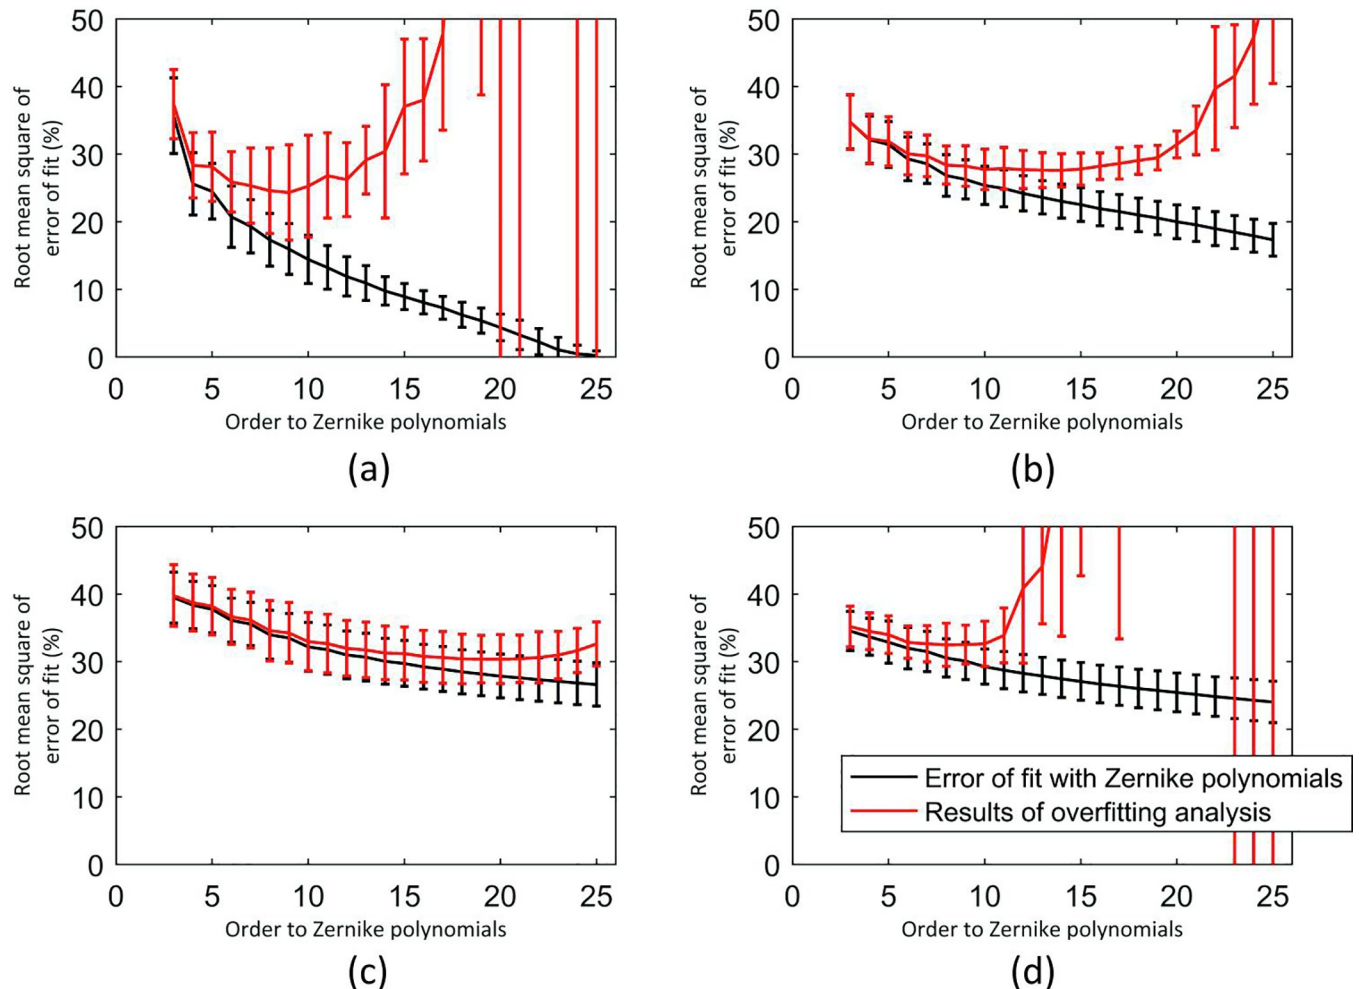 50
40
30
20
10
0
Root mean square of
error of fit (%)
0 5 10 15 20 25
Order to Zernike polynomials
(a)
50
40
30
20
10
0
Root mean square of
error of fit (%)
0 5 10 15 20 25
Order to Zernike polynomials
(b)
50
40
30
20
10
0
Root mean square of
error of fit (%)
0 5 10 15 20 25
Order to Zernike polynomials
(c)
50
40
30
20
10
0
Root mean square of
error of fit (%)
Error of fit with Zernike polynomials
Results of overfitting analysis
0 5 10 15 20 25
Order to Zernike polynomials
(d)